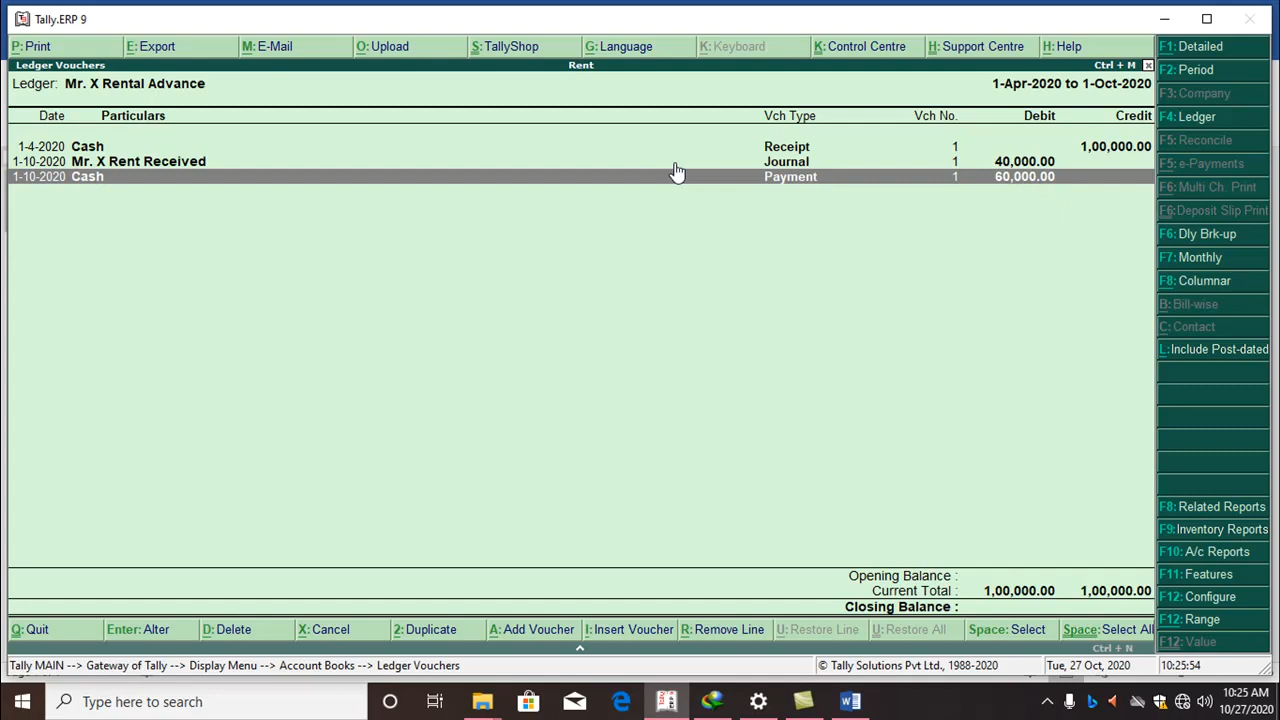 Tally.ERP 9
P: Print E: Export M: E-Mail O: Upload S: TallyShop G: Language K: Keyboard K: Control Centre H: Support Centre H: Help
Ledger Vouchers Rent Ctrl + M
Ledger: Mr. X Rental Advance 1-Apr-2020 to 1-Oct-2020
Date Particulars Vch Type Vch No. Debit Credit
1-4-2020 Cash Receipt 1 1,00,000.00
1-10-2020 Mr. X Rent Received Journal 1 40,000.00
1-10-2020 Cash Payment 1 60,000.00
Opening Balance :
Current Total : 1,00,000.00 1,00,000.00
Closing Balance :
F1: Detailed
F2: Period
F3: Company
F4: Ledger
F5: Reconcile
F5: e-Payments
F6: Multi Ch. Print
F6: Deposit Slip Print
F6: Dly Brk-up
F7: Monthly
F8: Columnar
B: Bill-wise
C: Contact
L: Include Post-dated
F8: Related Reports
F9: Inventory Reports
F10: A/c Reports
F11: Features
F12: Configure
F12: Range
F12: Value
Q: Quit Enter: Alter D: Delete X: Cancel 2: Duplicate A: Add Voucher I: Insert Voucher R: Remove Line U: Restore Line U: Restore All Space: Select Space: Select All
Ctrl + N
Tally MAIN --> Gateway of Tally --> Display Menu --> Account Books --> Ledger Vouchers © Tally Solutions Pvt Ltd., 1988-2020 Tue, 27 Oct, 2020 10:25:54
Type here to search
10:25 AM
10/27/2020